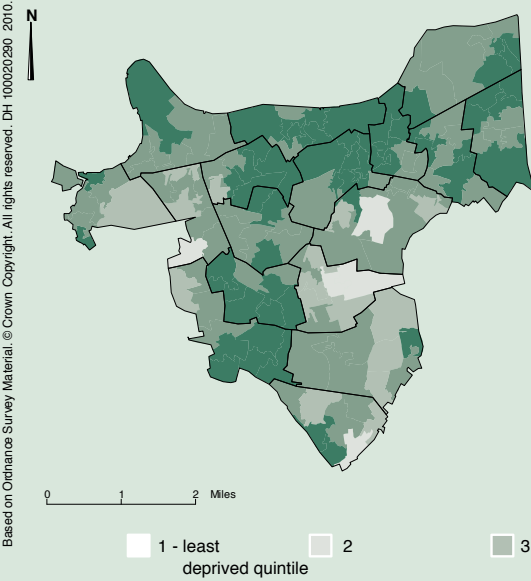 Based on Ordnance Survey Material. © Crown Copyright. All rights reserved. DH 100020290 2010.
N
0 1 2 Miles
1 - least
deprived quintile
2
3